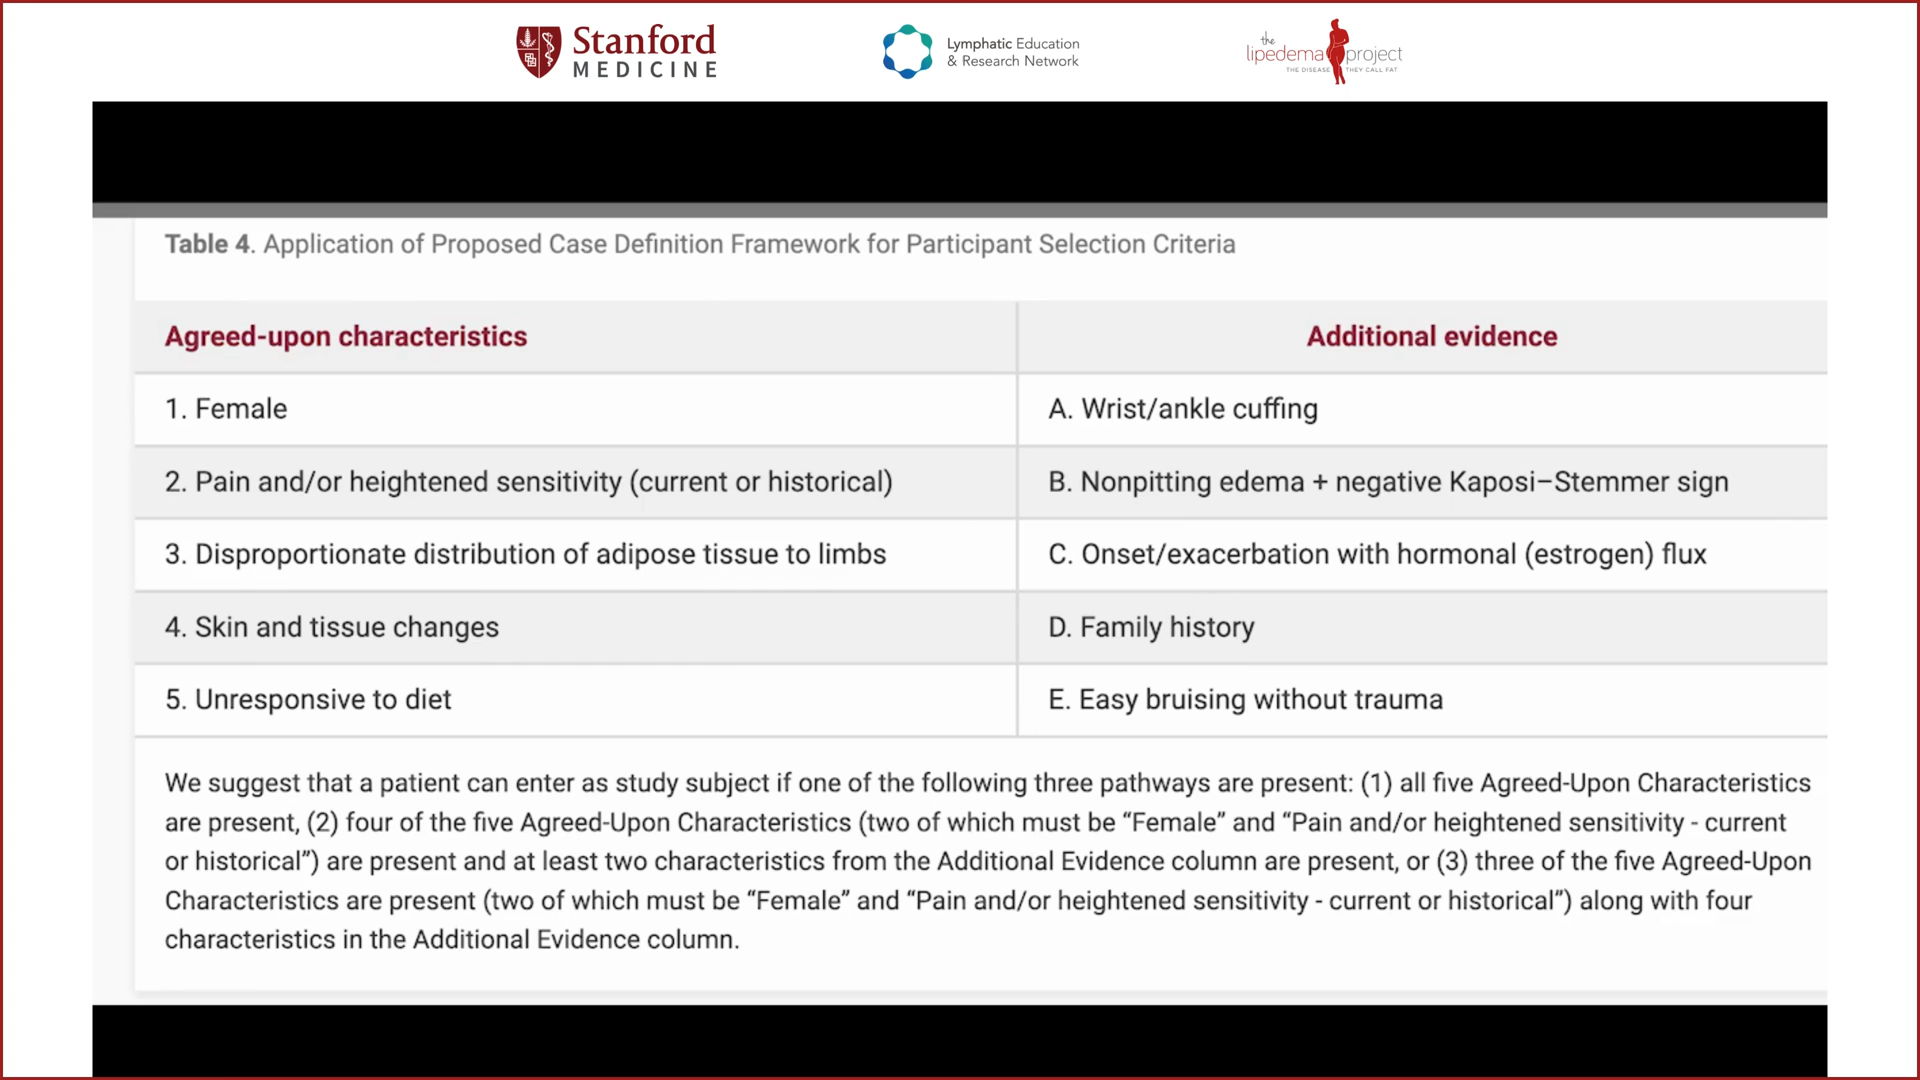 Stanford
MEDICINE
Lymphatic Education
& Research Network
the
lipedema project
THE DISEASE THEY CALL FAT
Table 4. Application of Proposed Case Definition Framework for Participant Selection Criteria
Agreed-upon characteristics
Additional evidence
1. Female
A. Wrist/ankle cuffing
2. Pain and/or heightened sensitivity (current or historical)
B. Nonpitting edema + negative Kaposi–Stemmer sign
3. Disproportionate distribution of adipose tissue to limbs
C. Onset/exacerbation with hormonal (estrogen) flux
4. Skin and tissue changes
D. Family history
5. Unresponsive to diet
E. Easy bruising without trauma
We suggest that a patient can enter as study subject if one of the following three pathways are present: (1) all five Agreed-Upon Characteristics
are present, (2) four of the five Agreed-Upon Characteristics (two of which must be “Female” and “Pain and/or heightened sensitivity - current
or historical”) are present and at least two characteristics from the Additional Evidence column are present, or (3) three of the five Agreed-Upon
Characteristics are present (two of which must be “Female” and “Pain and/or heightened sensitivity - current or historical”) along with four
characteristics in the Additional Evidence column.